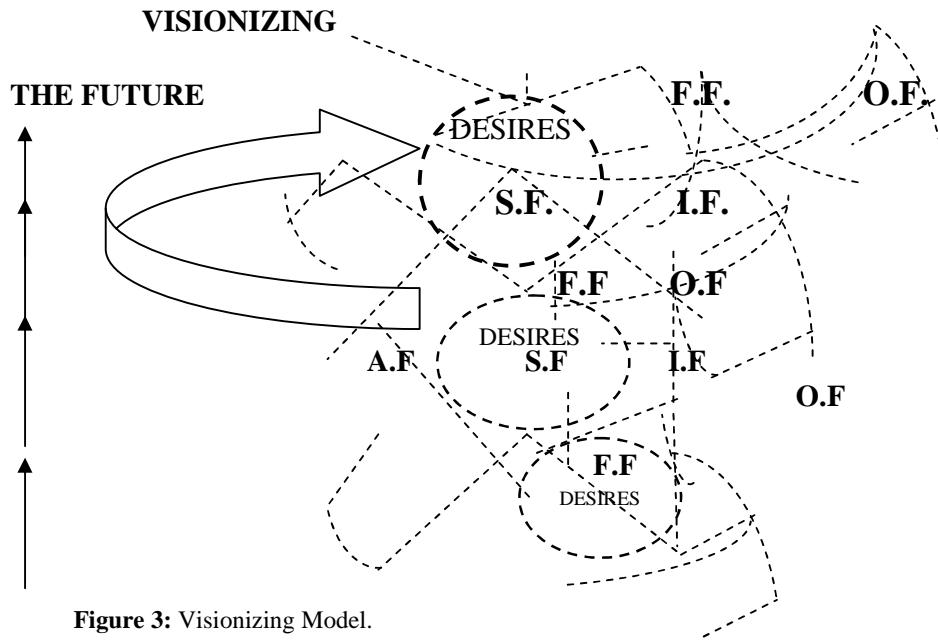 VISIONIZING
THE FUTURE
F.F.
O.F.
DESIRES
S.F.
I.F.
F.F
O.F
DESIRES
A.F
S.F
I.F
O.F
F.F
DESIRES
Figure 3: Visionizing Model.